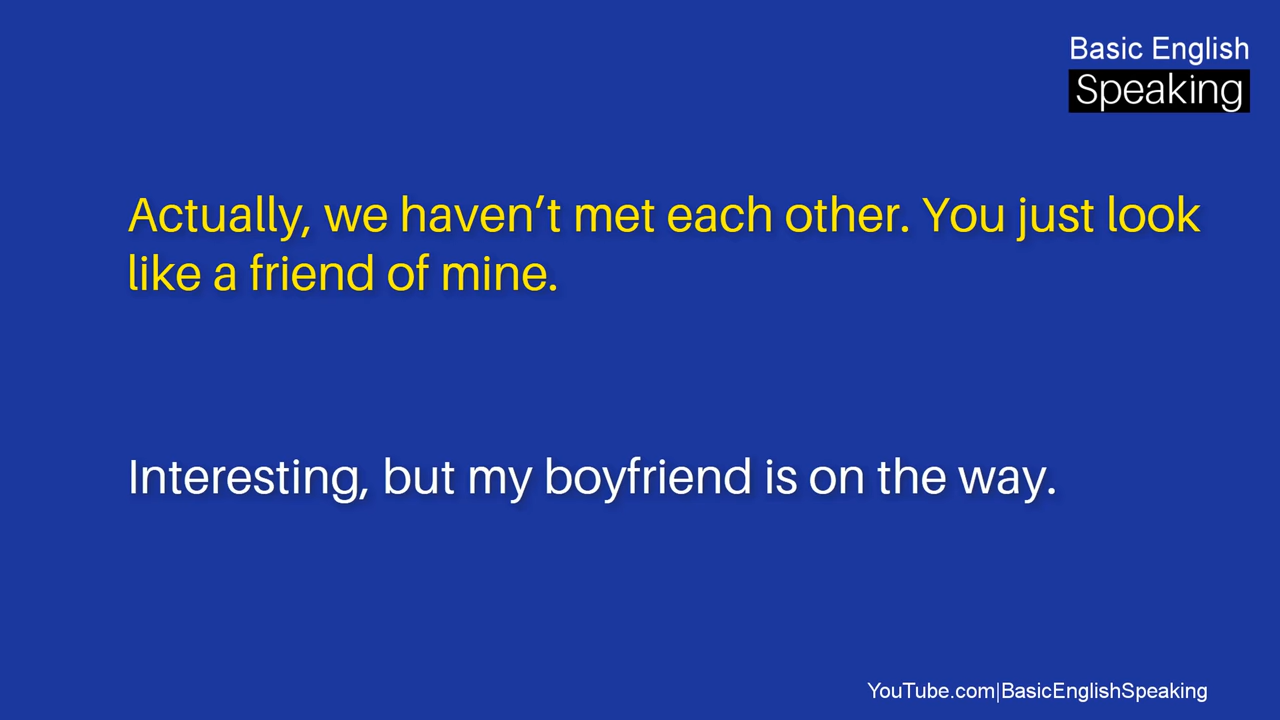 Basic English
Speaking
Actually, we haven’t met each other. You just look
like a friend of mine.
Interesting, but my boyfriend is on the way.
YouTube.com|BasicEnglishSpeaking